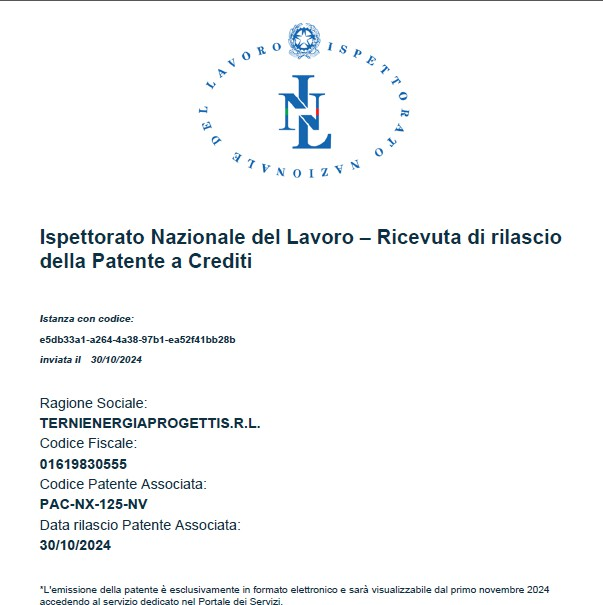 ISPETTORATO NAZIONALE DEL LAVORO
INL
Ispettorato Nazionale del Lavoro – Ricevuta di rilascio
della Patente a Crediti
Istanza con codice:
e5db33a1-a264-4a38-97b1-ea52f41bb28b
inviata il 30/10/2024
Ragione Sociale:
TERNIENERGIAPROGETTIS.R.L.
Codice Fiscale:
01619830555
Codice Patente Associata:
PAC-NX-125-NV
Data rilascio Patente Associata:
30/10/2024
*L'emissione della patente è esclusivamente in formato elettronico e sarà visualizzabile dal primo novembre 2024
accedendo al servizio dedicato nel Portale dei Servizi.